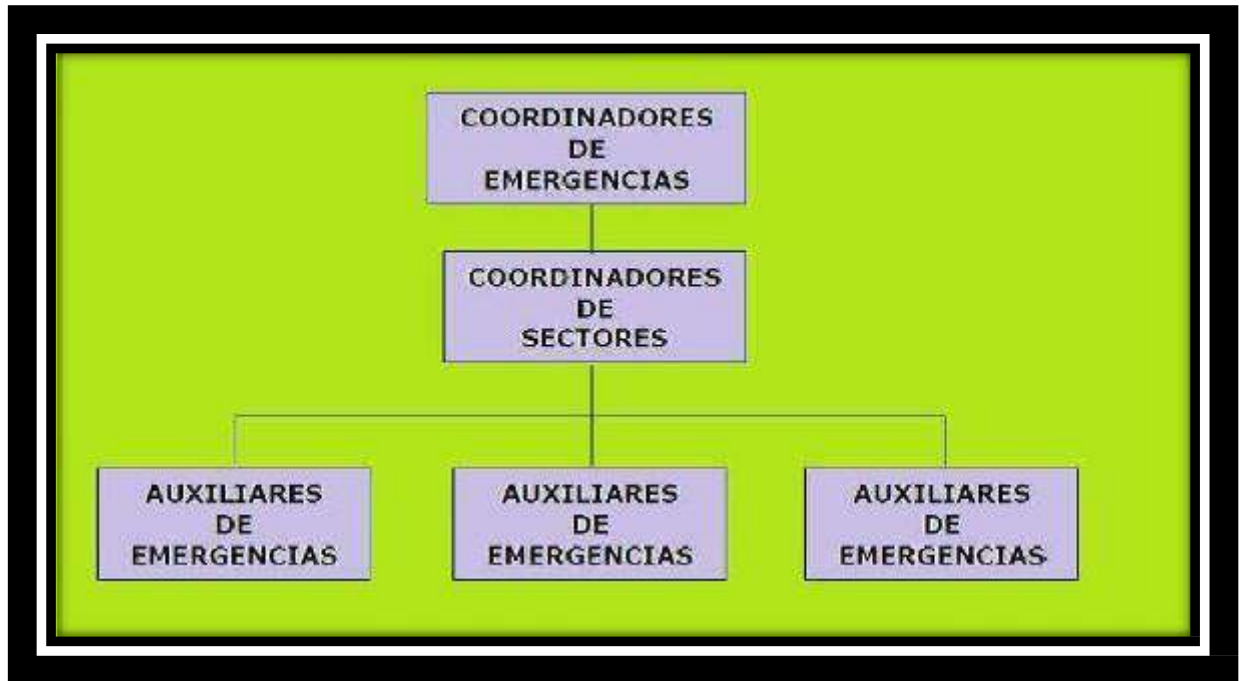 COORDINADORES
DE
EMERGENCIAS
COORDINADORES
DE
SECTORES
AUXILIARES
DE
EMERGENCIAS
AUXILIARES
DE
EMERGENCIAS
AUXILIARES
DE
EMERGENCIAS